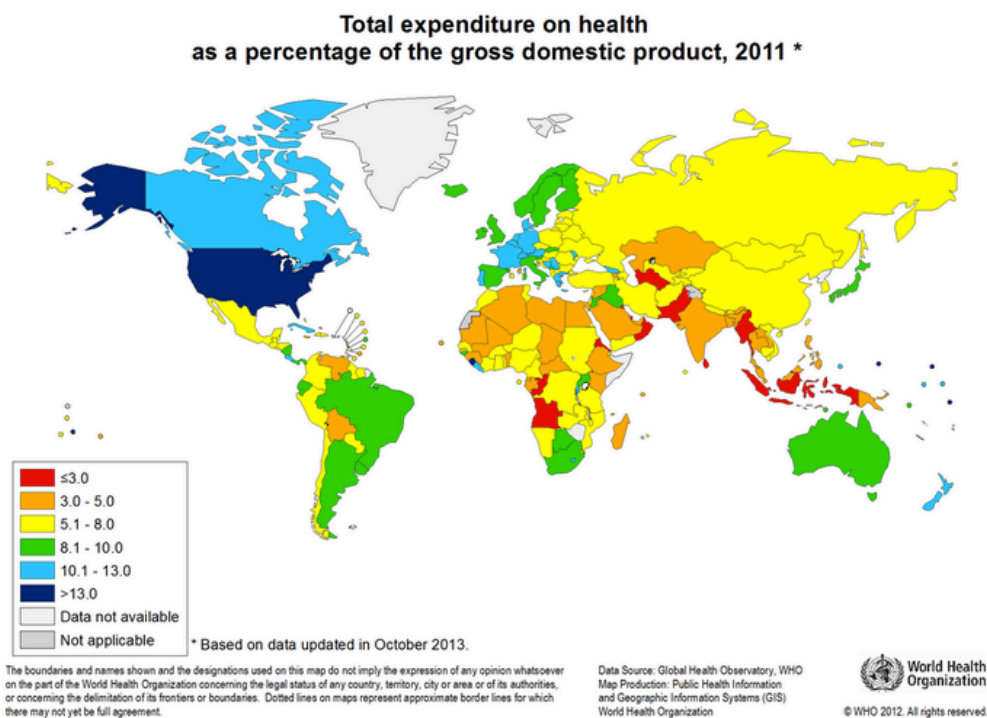 Total expenditure on health
as a percentage of the gross domestic product, 2011 *
≤3.0
3.0 - 5.0
5.1 - 8.0
8.1 - 10.0
10.1 - 13.0
>13.0
Data not available
Not applicable
* Based on data updated in October 2013.
The boundaries and names shown and the designations used on this map do not imply the expression of any opinion whatsoever
on the part of the World Health Organization concerning the legal status of any country, territory, city or area or of its authorities,
or concerning the delimitation of its frontiers or boundaries. Dotted lines on maps represent approximate border lines for which
there may not yet be full agreement.
Data Source: Global Health Observatory, WHO
Map Production: Public Health Information
and Geographic Information Systems (GIS)
World Health Organization
World Health
Organization
© WHO 2012. All rights reserved.